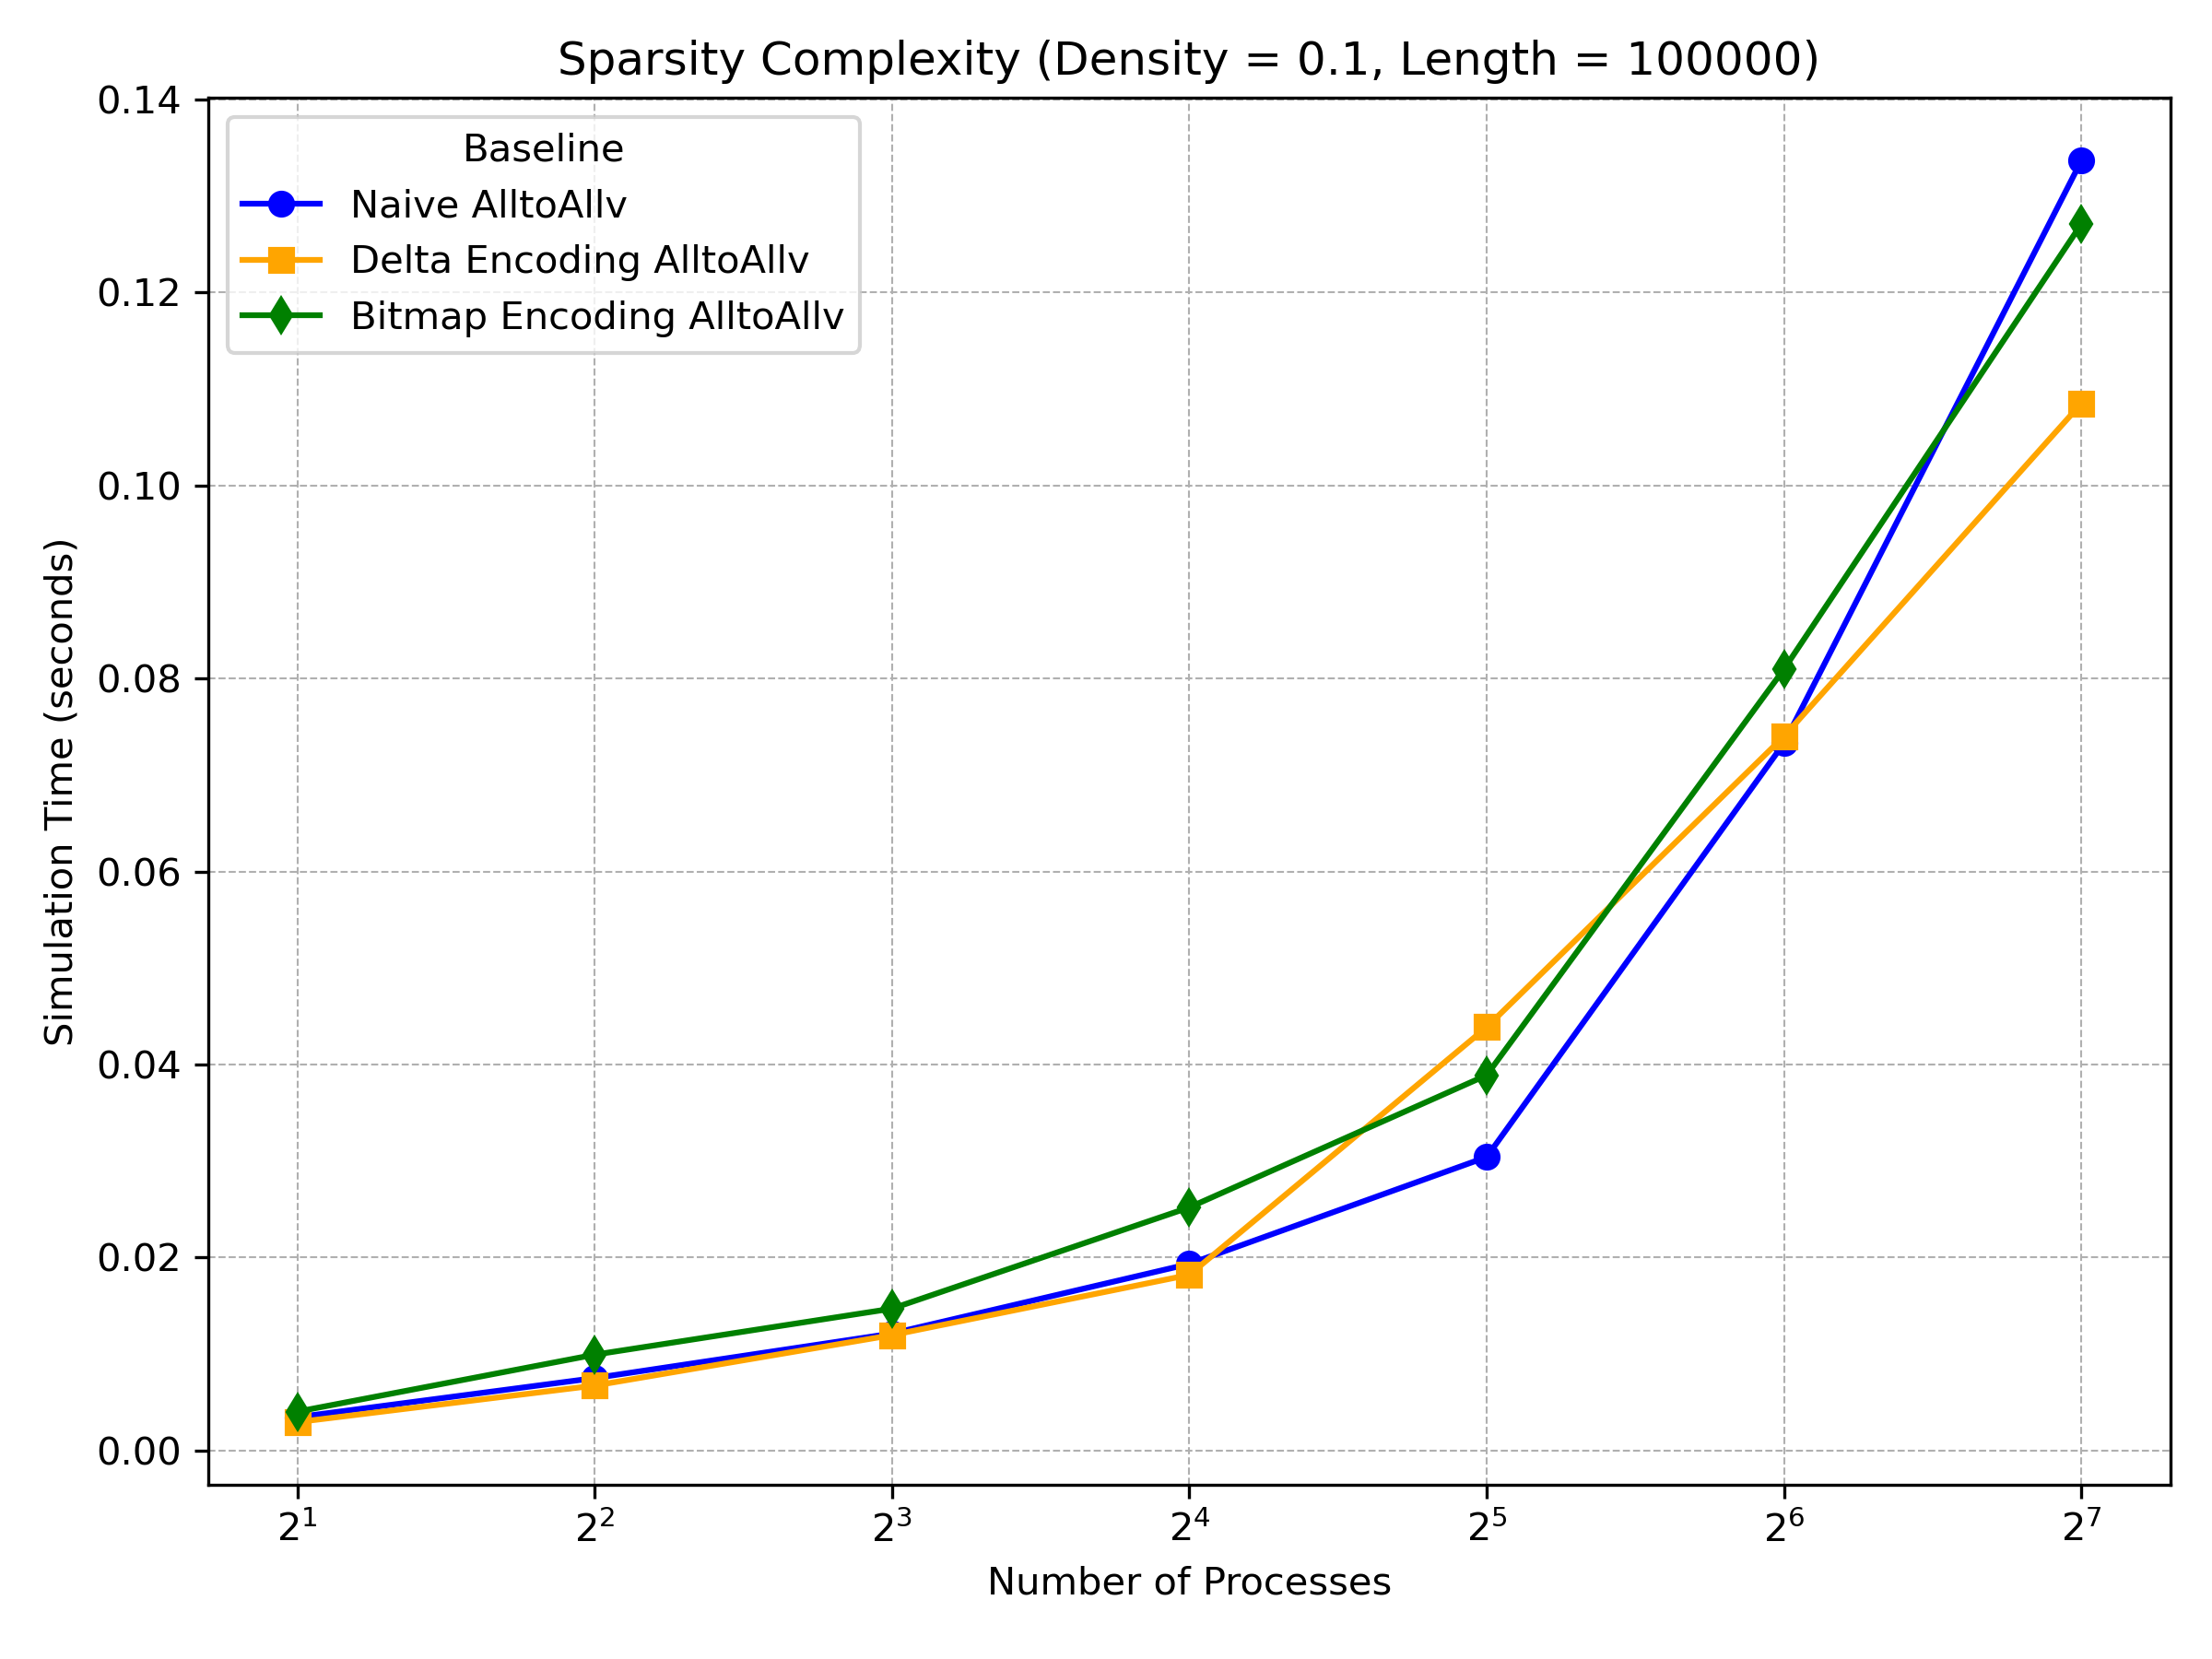 Sparsity Complexity (Density = 0.1, Length = 100000)
Baseline
Naive AlltoAllv
Delta Encoding AlltoAllv
Bitmap Encoding AlltoAllv
0.14
0.12
0.10
0.08
0.06
0.04
0.02
0.00
Simulation Time (seconds)
2¹ 2² 2³ 2⁴ 2⁵ 2⁶ 2⁷
Number of Processes